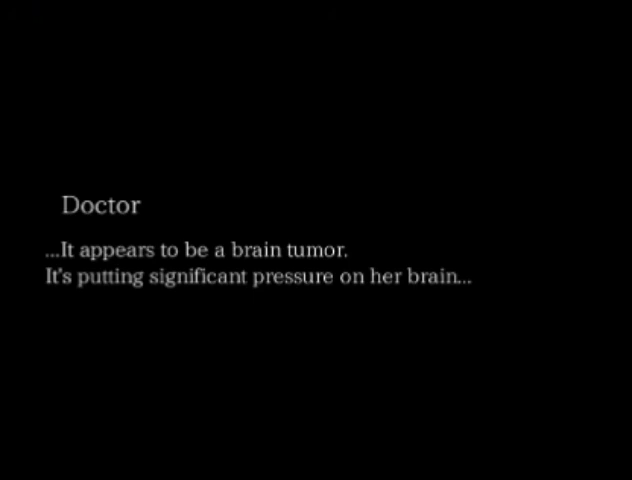 Doctor
...It appears to be a brain tumor.
It's putting significant pressure on her brain...